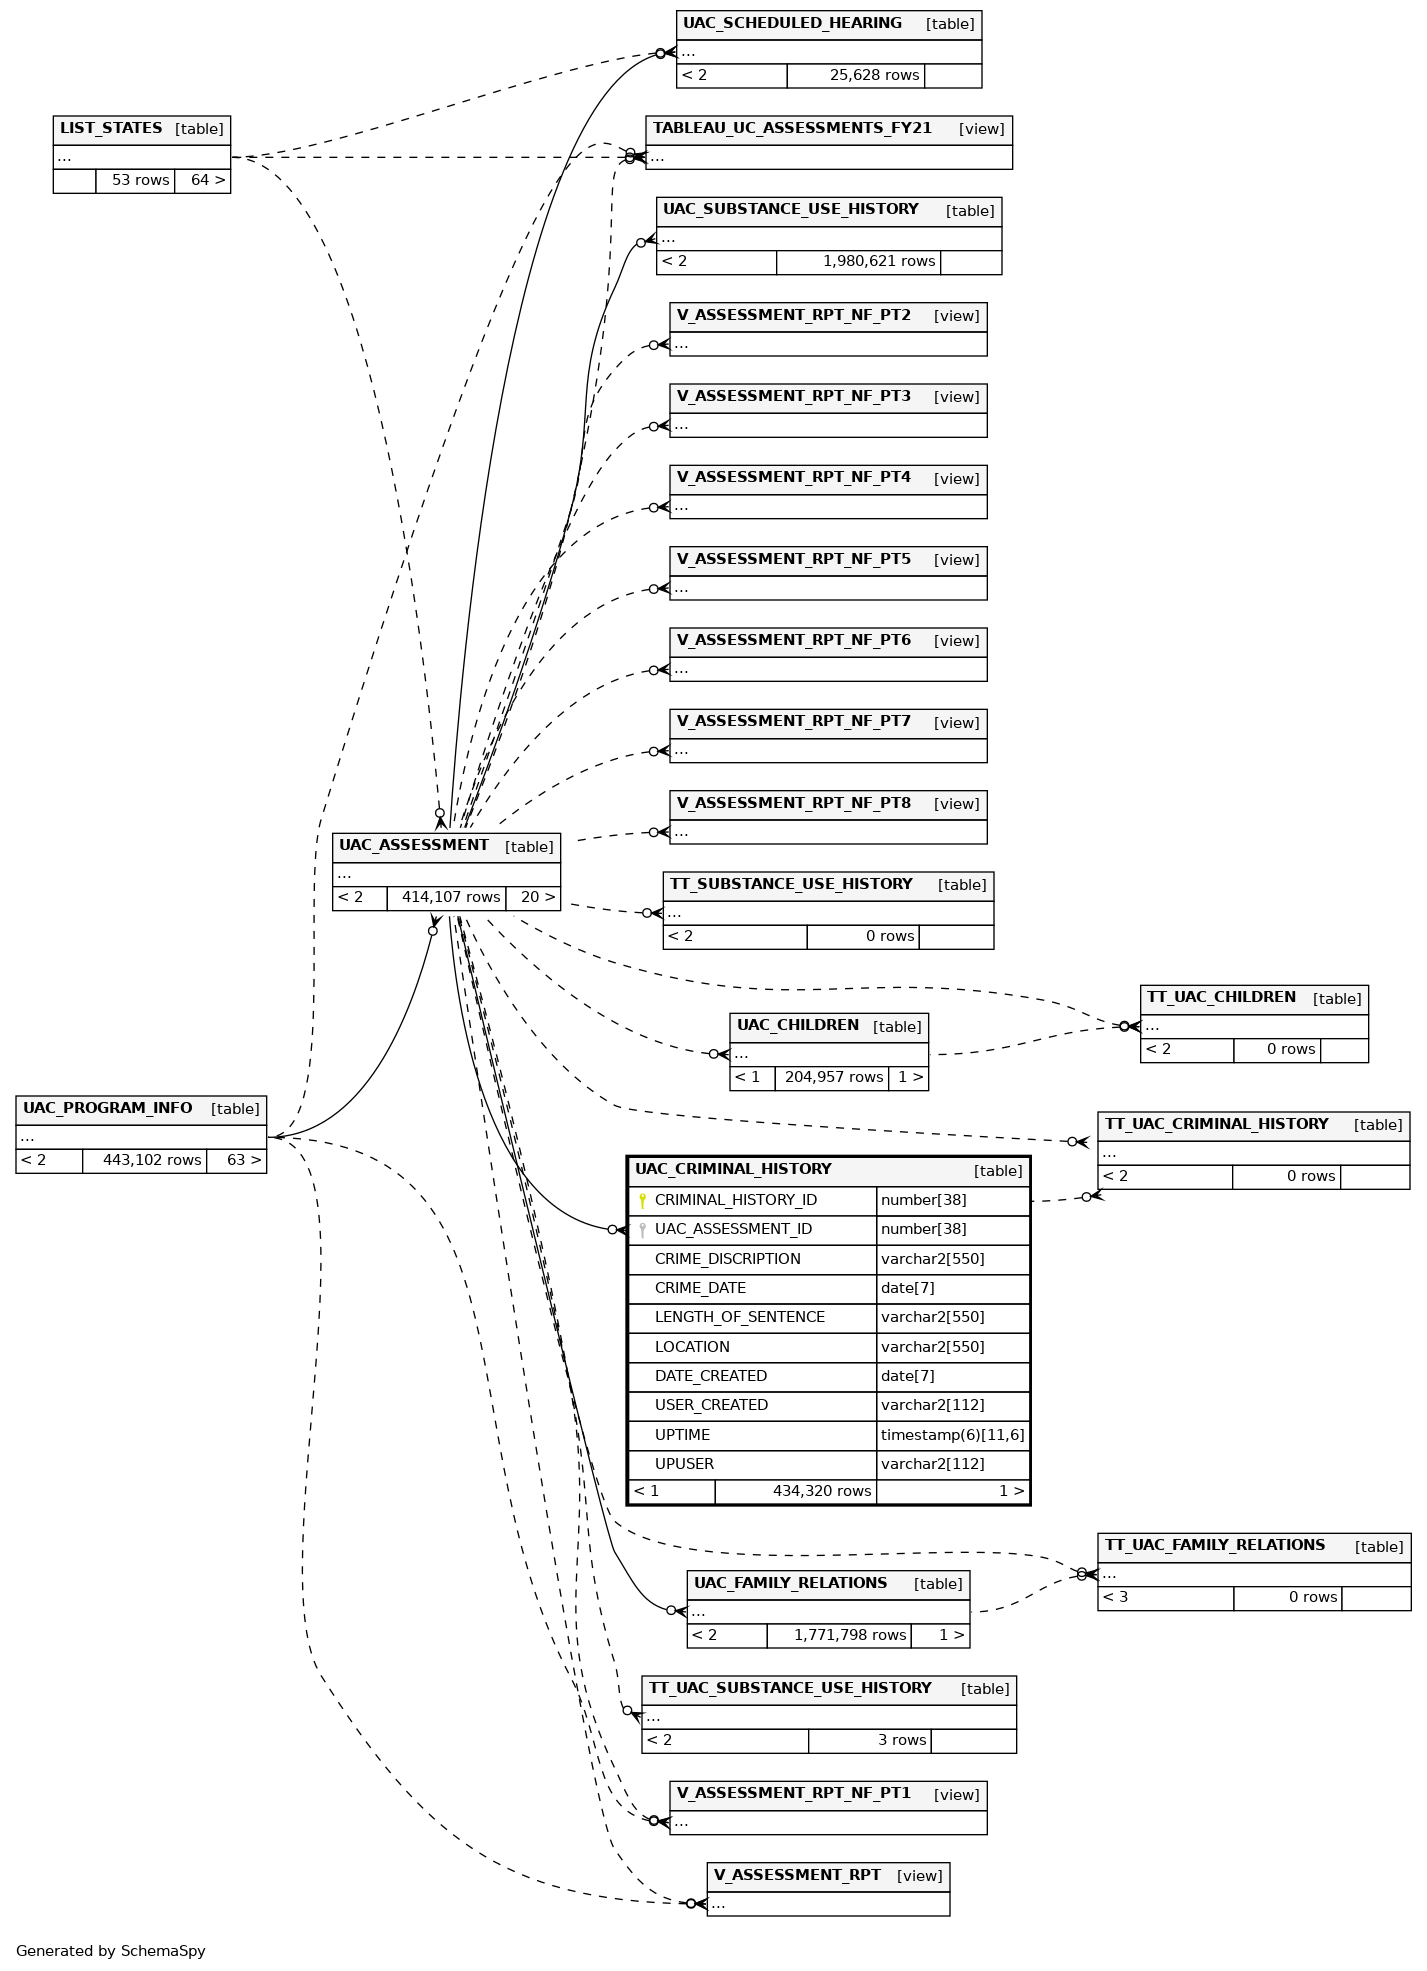 UAC_SCHEDULED_HEARING [table]
...
< 2 25,628 rows
LIST_STATES [table]
...
53 rows 64 >
TABLEAU_UC_ASSESSMENTS_FY21 [view]
...
UAC_SUBSTANCE_USE_HISTORY [table]
...
< 2 1,980,621 rows
V_ASSESSMENT_RPT_NF_PT2 [view]
...
V_ASSESSMENT_RPT_NF_PT3 [view]
...
V_ASSESSMENT_RPT_NF_PT4 [view]
...
V_ASSESSMENT_RPT_NF_PT5 [view]
...
V_ASSESSMENT_RPT_NF_PT6 [view]
...
V_ASSESSMENT_RPT_NF_PT7 [view]
...
V_ASSESSMENT_RPT_NF_PT8 [view]
...
UAC_ASSESSMENT [table]
...
< 2 414,107 rows 20 >
TT_SUBSTANCE_USE_HISTORY [table]
...
< 2 0 rows
TT_UAC_CHILDREN [table]
...
< 2 0 rows
UAC_CHILDREN [table]
...
< 1 204,957 rows 1 >
UAC_PROGRAM_INFO [table]
...
< 2 443,102 rows 63 >
TT_UAC_CRIMINAL_HISTORY [table]
...
< 2 0 rows
UAC_CRIMINAL_HISTORY [table]
CRIMINAL_HISTORY_ID number[38]
UAC_ASSESSMENT_ID number[38]
CRIME_DISCRIPTION varchar2[550]
CRIME_DATE date[7]
LENGTH_OF_SENTENCE varchar2[550]
LOCATION varchar2[550]
DATE_CREATED date[7]
USER_CREATED varchar2[112]
UPTIME timestamp(6)[11,6]
UPUSER varchar2[112]
< 1 434,320 rows 1 >
TT_UAC_FAMILY_RELATIONS [table]
...
< 3 0 rows
UAC_FAMILY_RELATIONS [table]
...
< 2 1,771,798 rows 1 >
TT_UAC_SUBSTANCE_USE_HISTORY [table]
...
< 2 3 rows
V_ASSESSMENT_RPT_NF_PT1 [view]
...
V_ASSESSMENT_RPT [view]
...
Generated by SchemaSpy